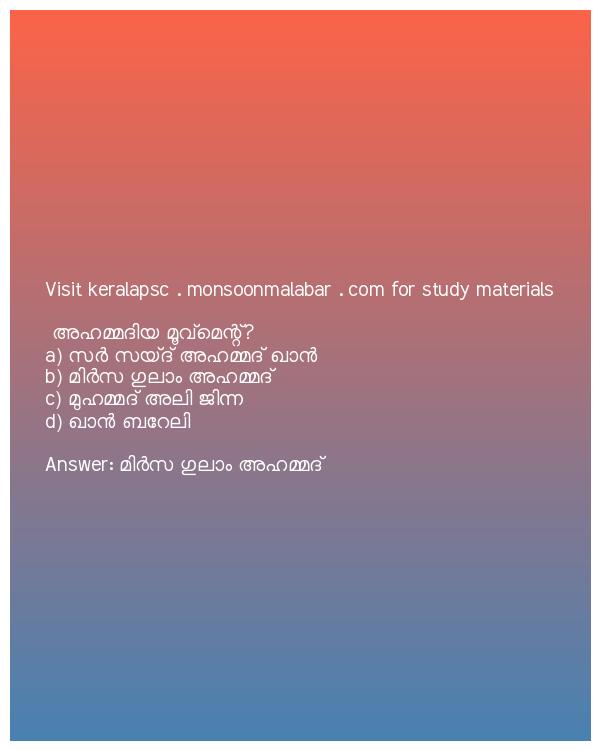 Visit keralapsc . monsoonmalabar . com for study materials
അഹമ്മദിയ മൂവ്മെന്റ്?
a) സർ സയ്ദ് അഹമ്മദ് ഖാൻ
b) മിർസ ഗുലാം അഹമ്മദ്
c) മുഹമ്മദ് അലി ജിന്ന
d) ഖാൻ ബറേലി
Answer: മിർസ ഗുലാം അഹമ്മദ്